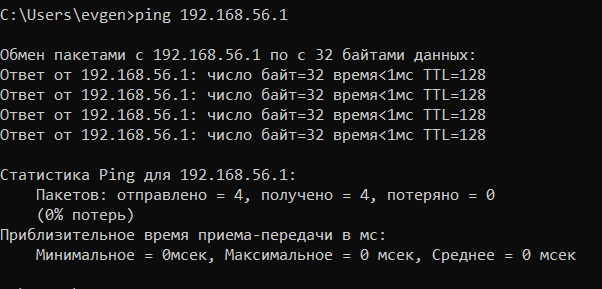 C:\Users\evgen>ping 192.168.56.1
Обмен пакетами с 192.168.56.1 по с 32 байтами данных:
Ответ от 192.168.56.1: число байт=32 время<1мс TTL=128
Ответ от 192.168.56.1: число байт=32 время<1мс TTL=128
Ответ от 192.168.56.1: число байт=32 время<1мс TTL=128
Ответ от 192.168.56.1: число байт=32 время<1мс TTL=128
Статистика Ping для 192.168.56.1:
Пакетов: отправлено = 4, получено = 4, потеряно = 0
(0% потерь)
Приблизительное время приема-передачи в мс:
Минимальное = 0мсек, Максимальное = 0 мсек, Среднее = 0 мсек